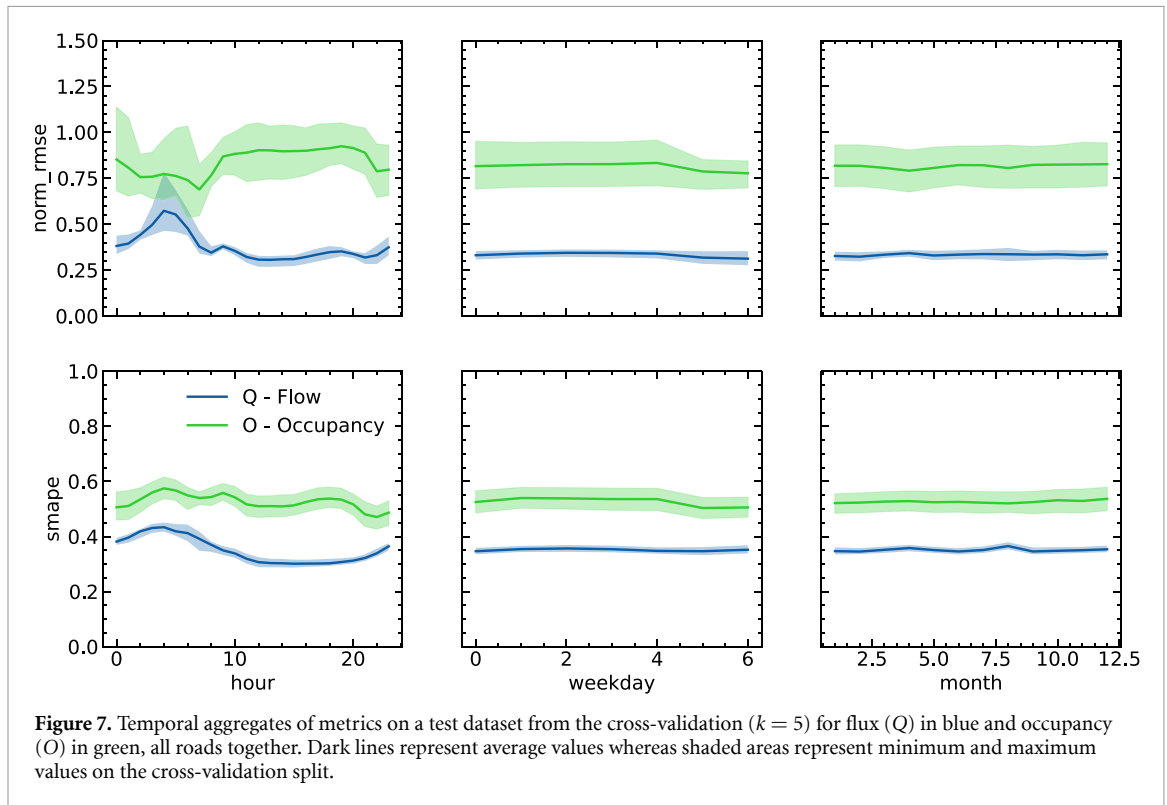 1.50
1.25
1.00
0.75
0.50
0.25
0.00
norm_rmse
1.0
0.8
0.6
0.4
0.2
0.0
smape
Q - Flow
O - Occupancy
0 10 20
hour
0 2 4 6
weekday
2.5 5.0 7.5 10.0 12.5
month
Figure 7. Temporal aggregates of metrics on a test dataset from the cross-validation (k = 5) for flux (Q) in blue and occupancy
(O) in green, all roads together. Dark lines represent average values whereas shaded areas represent minimum and maximum
values on the cross-validation split.